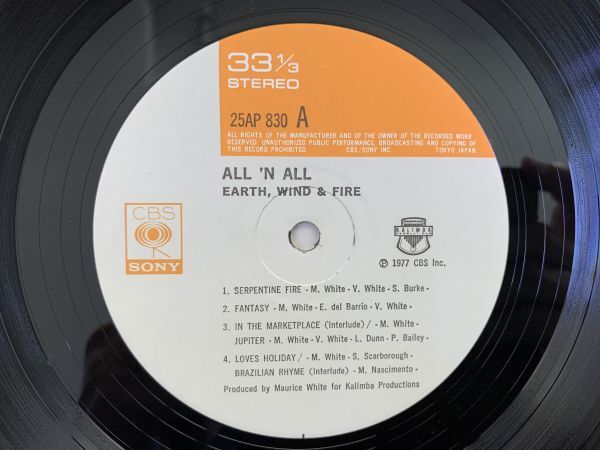 33 1/3
STEREO
25AP 830 A
ALL RIGHTS OF THE MANUFACTURER AND OF THE OWNER OF THE RECORDED WORK
RESERVED. UNAUTHORIZED PUBLIC PERFORMANCE, BROADCASTING AND COPYING OF
THIS RECORD PROHIBITED. CBS/SONY INC. TOKYO JAPAN.
ALL 'N ALL
EARTH, WIND & FIRE
CBS
SONY
KALIMBA
Ⓟ 1977 CBS Inc.
1. SERPENTINE FIRE - M. White - V. White - S. Burke -
2. FANTASY - M. White - E. del Barrio - V. White -
3. IN THE MARKETPLACE (Interlude) / - M. White -
JUPITER - M. White - V. White - L. Dunn - P. Bailey -
4. LOVES HOLIDAY / - M. White - S. Scarborough -
BRAZILIAN RHYME (Interlude) - M. Nascimento -
Produced by Maurice White for Kalimba Productions